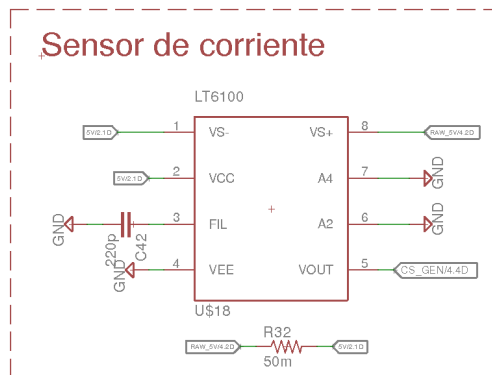 Sensor de corriente
LT6100
5V/2.1D 1 VS- VS+ 8 RAW_5V/4.2D
5V/2.1D 2 VCC A4 7 GND
GND 220p C42 3 FIL A2 6 GND
GND 4 VEE VOUT 5 CS_GEN/4.4D
U$18
R32
RAW_5V/4.2D 5V/2.1D
50m